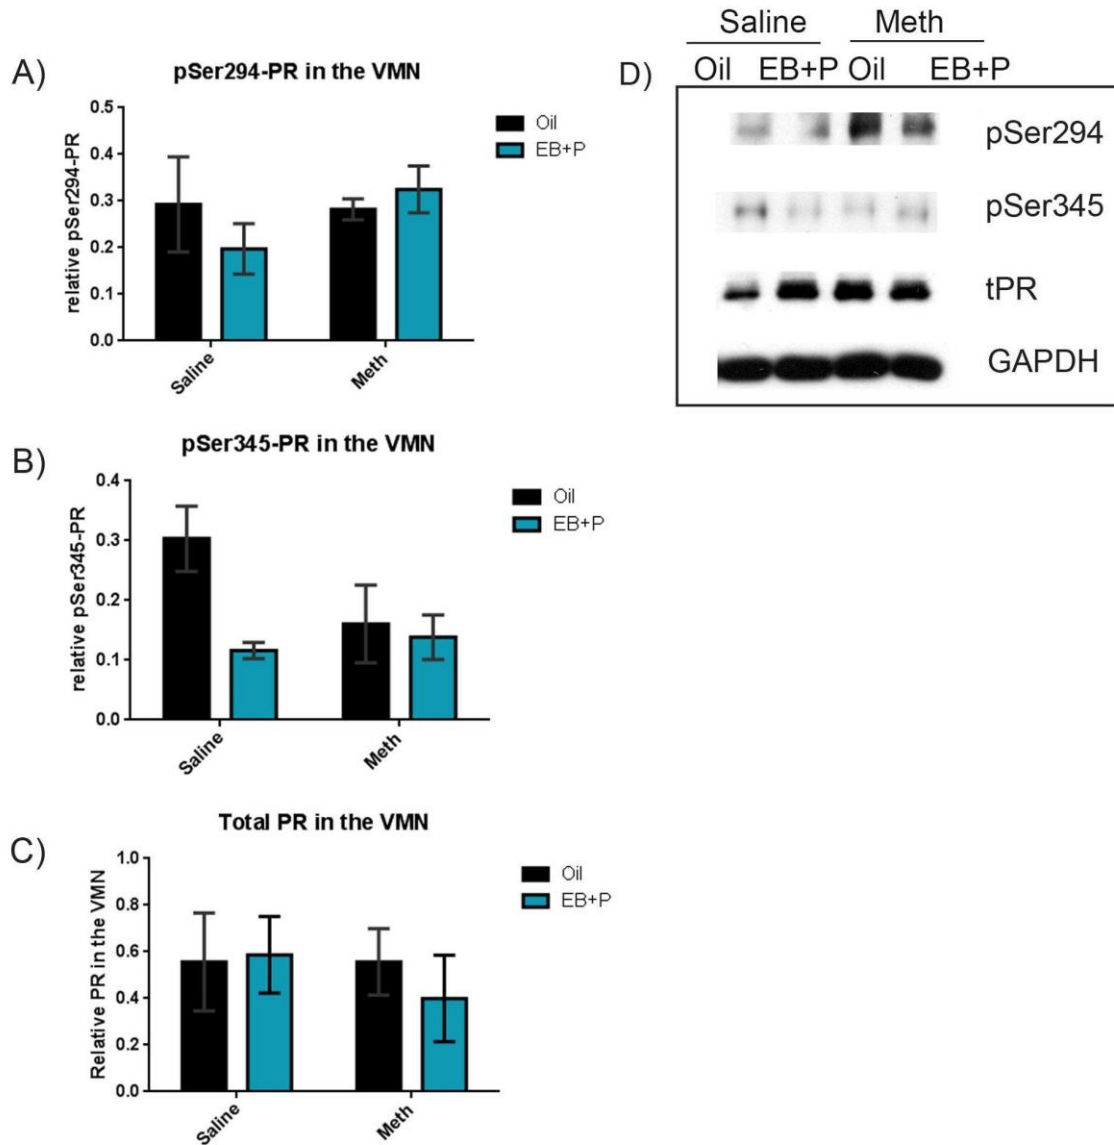 A)
pSer294-PR in the VMN
relative pSer294-PR
0.5
0.4
0.3
0.2
0.1
0.0
Saline
Meth
Oil
EB+P
B)
pSer345-PR in the VMN
relative pSer345-PR
0.4
0.3
0.2
0.1
0.0
Saline
Meth
Oil
EB+P
C)
Total PR in the VMN
Relative PR in the VMN
1.0
0.8
0.6
0.4
0.2
0.0
Saline
Meth
Oil
EB+P
D)
Saline Meth
Oil EB+P Oil EB+P
pSer294
pSer345
tPR
GAPDH